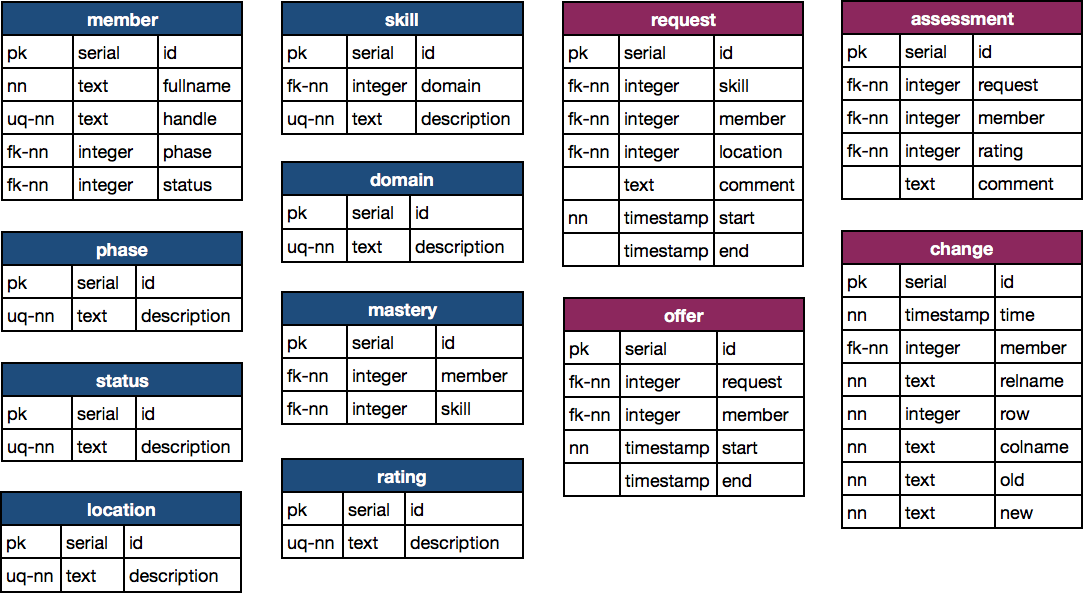 member
pk serial id
nn text fullname
uq-nn text handle
fk-nn integer phase
fk-nn integer status
phase
pk serial id
uq-nn text description
status
pk serial id
uq-nn text description
location
pk serial id
uq-nn text description
skill
pk serial id
fk-nn integer domain
uq-nn text description
domain
pk serial id
uq-nn text description
mastery
pk serial id
fk-nn integer member
fk-nn integer skill
rating
pk serial id
uq-nn text description
request
pk serial id
fk-nn integer skill
fk-nn integer member
fk-nn integer location
text comment
nn timestamp start
timestamp end
offer
pk serial id
fk-nn integer request
fk-nn integer member
nn timestamp start
timestamp end
assessment
pk serial id
fk-nn integer request
fk-nn integer member
fk-nn integer rating
text comment
change
pk serial id
nn timestamp time
fk-nn integer member
nn text relname
nn integer row
nn text colname
nn text old
nn text new